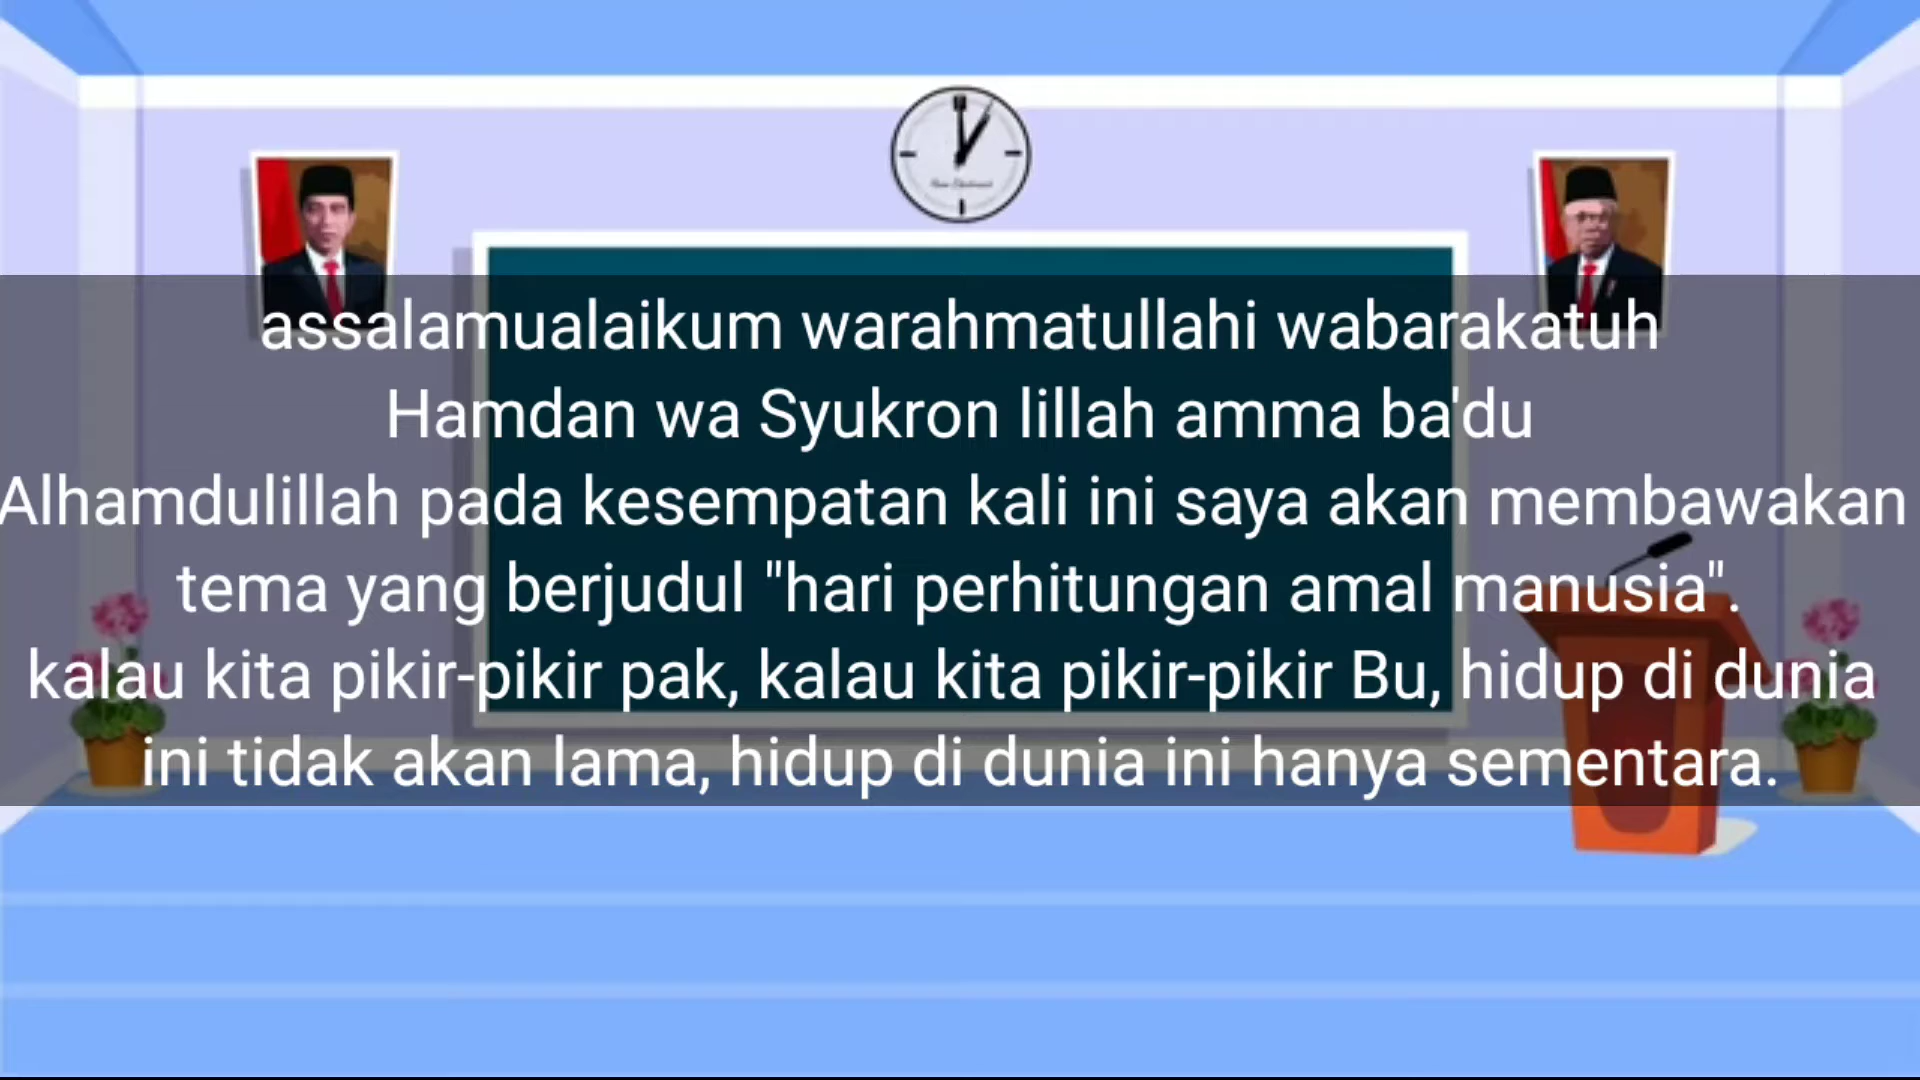 assalamualaikum warahmatullahi wabarakatuh
Hamdan wa Syukron lillah amma ba'du
Alhamdulillah pada kesempatan kali ini saya akan membawakan
tema yang berjudul "hari perhitungan amal manusia".
kalau kita pikir-pikir pak, kalau kita pikir-pikir Bu, hidup di dunia
ini tidak akan lama, hidup di dunia ini hanya sementara.